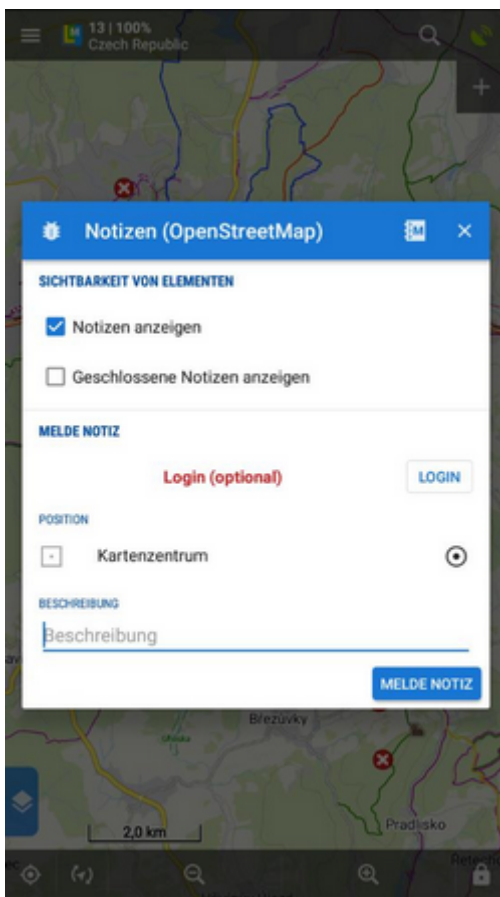 13 | 100%
Czech Republic
Notizen (OpenStreetMap)
SICHTBARKEIT VON ELEMENTEN
Notizen anzeigen
Geschlossene Notizen anzeigen
MELDE NOTIZ
Login (optional)
LOGIN
POSITION
Kartenzentrum
BESCHREIBUNG
Beschreibung
MELDE NOTIZ
Březůvky
2,0 km
Pradlisko